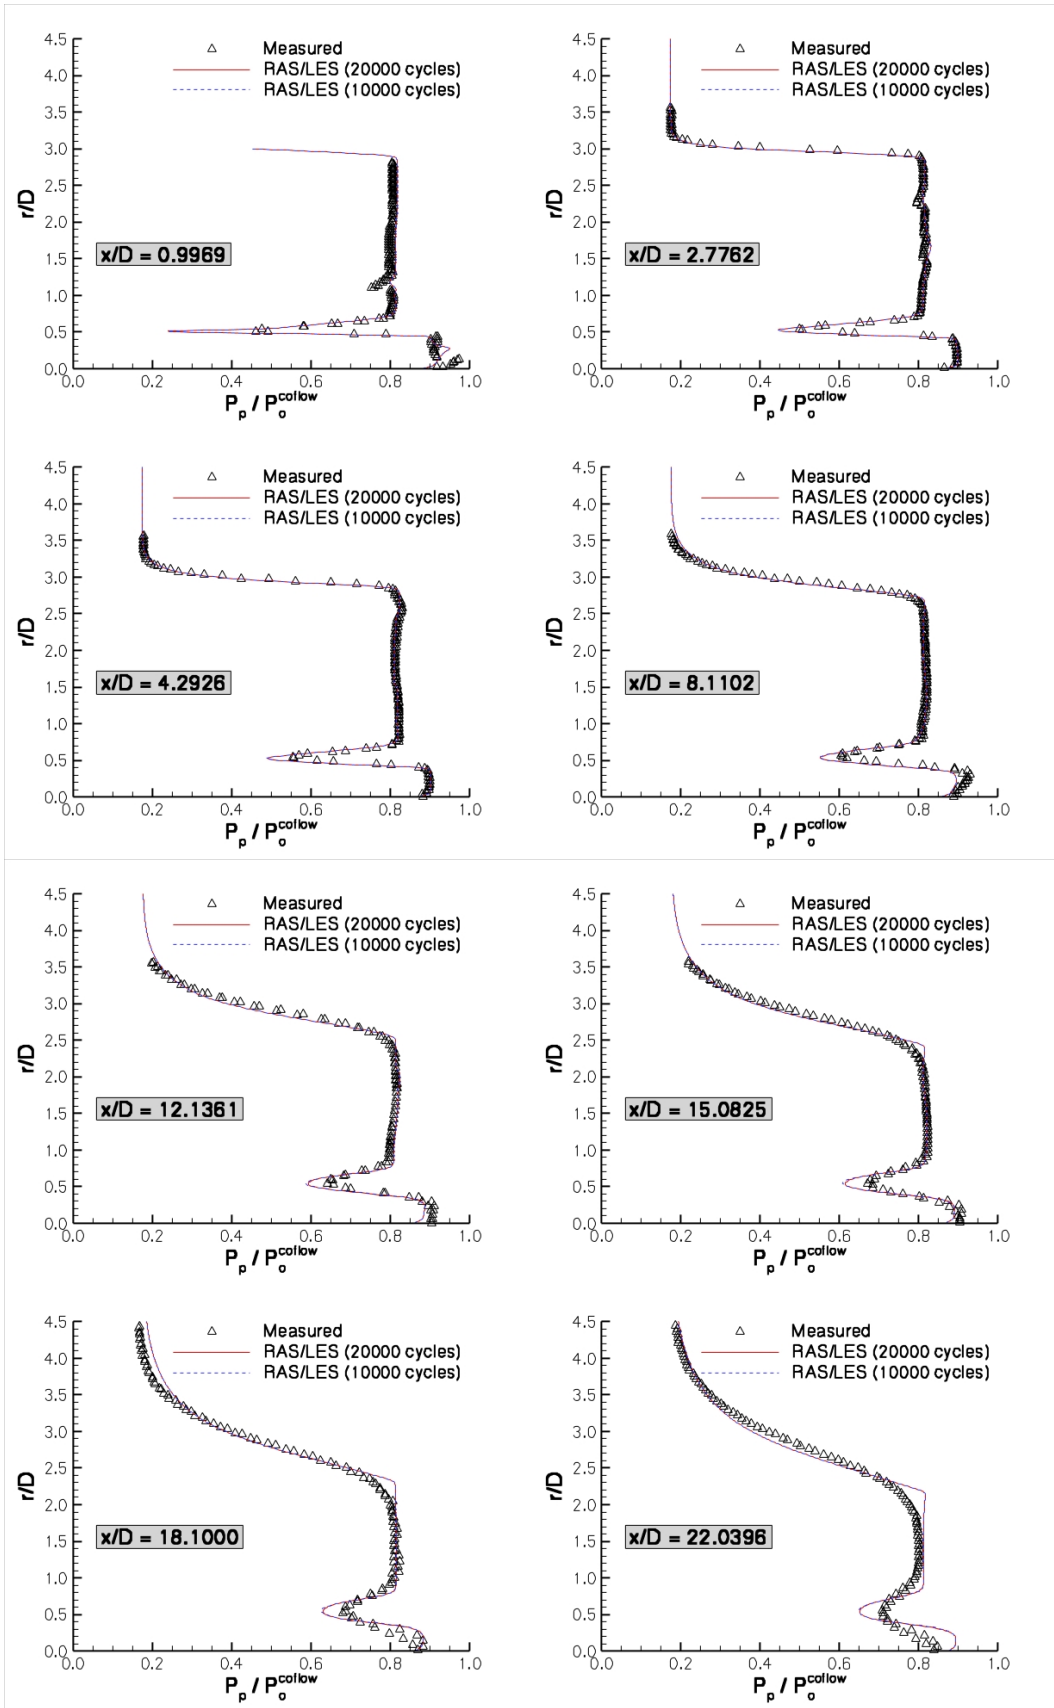 4.5
4.0
3.5
3.0
2.5
2.0
1.5
1.0
0.5
0.0
r/D
Measured
RAS/LES (20000 cycles)
RAS/LES (10000 cycles)
x/D = 0.9969
0.0 0.2 0.4 0.6 0.8 1.0
P_p / P_o^coflow
4.5
4.0
3.5
3.0
2.5
2.0
1.5
1.0
0.5
0.0
r/D
Measured
RAS/LES (20000 cycles)
RAS/LES (10000 cycles)
x/D = 2.7762
0.0 0.2 0.4 0.6 0.8 1.0
P_p / P_o^coflow
4.5
4.0
3.5
3.0
2.5
2.0
1.5
1.0
0.5
0.0
r/D
Measured
RAS/LES (20000 cycles)
RAS/LES (10000 cycles)
x/D = 4.2926
0.0 0.2 0.4 0.6 0.8 1.0
P_p / P_o^coflow
4.5
4.0
3.5
3.0
2.5
2.0
1.5
1.0
0.5
0.0
r/D
Measured
RAS/LES (20000 cycles)
RAS/LES (10000 cycles)
x/D = 8.1102
0.0 0.2 0.4 0.6 0.8 1.0
P_p / P_o^coflow
4.5
4.0
3.5
3.0
2.5
2.0
1.5
1.0
0.5
0.0
r/D
Measured
RAS/LES (20000 cycles)
RAS/LES (10000 cycles)
x/D = 12.1361
0.0 0.2 0.4 0.6 0.8 1.0
P_p / P_o^coflow
4.5
4.0
3.5
3.0
2.5
2.0
1.5
1.0
0.5
0.0
r/D
Measured
RAS/LES (20000 cycles)
RAS/LES (10000 cycles)
x/D = 15.0825
0.0 0.2 0.4 0.6 0.8 1.0
P_p / P_o^coflow
4.5
4.0
3.5
3.0
2.5
2.0
1.5
1.0
0.5
0.0
r/D
Measured
RAS/LES (20000 cycles)
RAS/LES (10000 cycles)
x/D = 18.1000
0.0 0.2 0.4 0.6 0.8 1.0
P_p / P_o^coflow
4.5
4.0
3.5
3.0
2.5
2.0
1.5
1.0
0.5
0.0
r/D
Measured
RAS/LES (20000 cycles)
RAS/LES (10000 cycles)
x/D = 22.0396
0.0 0.2 0.4 0.6 0.8 1.0
P_p / P_o^coflow